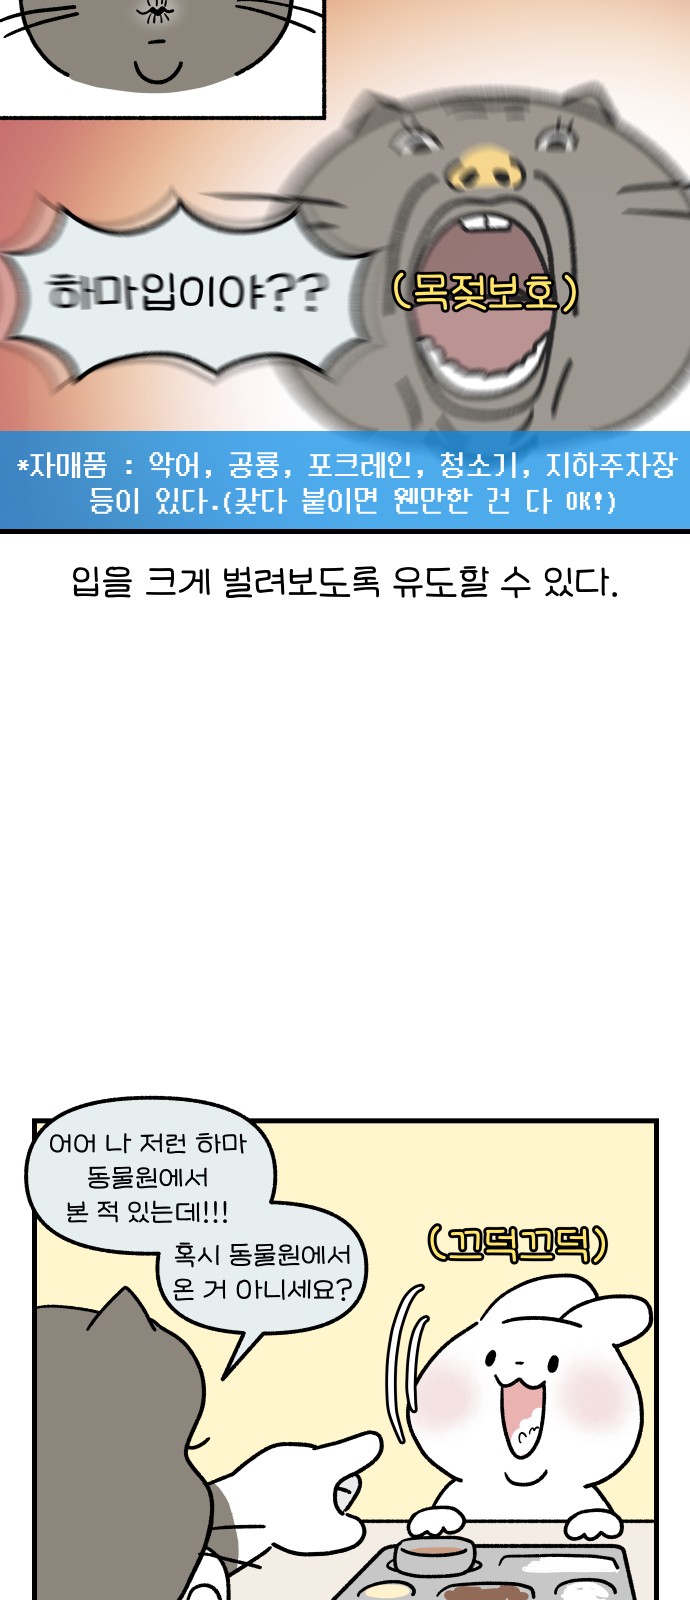 하마입이야??
(목젖보호)
*자매품 : 악어, 공룡, 포크레인, 청소기, 지하주차장
등이 있다.(갖다 붙이면 웬만한 건 다 OK!)
입을 크게 벌려보도록 유도할 수 있다.
어어 나 저런 하마
동물원에서
본 적 있는데!!!
혹시 동물원에서
온 거 아니세요?
(끄덕끄덕)